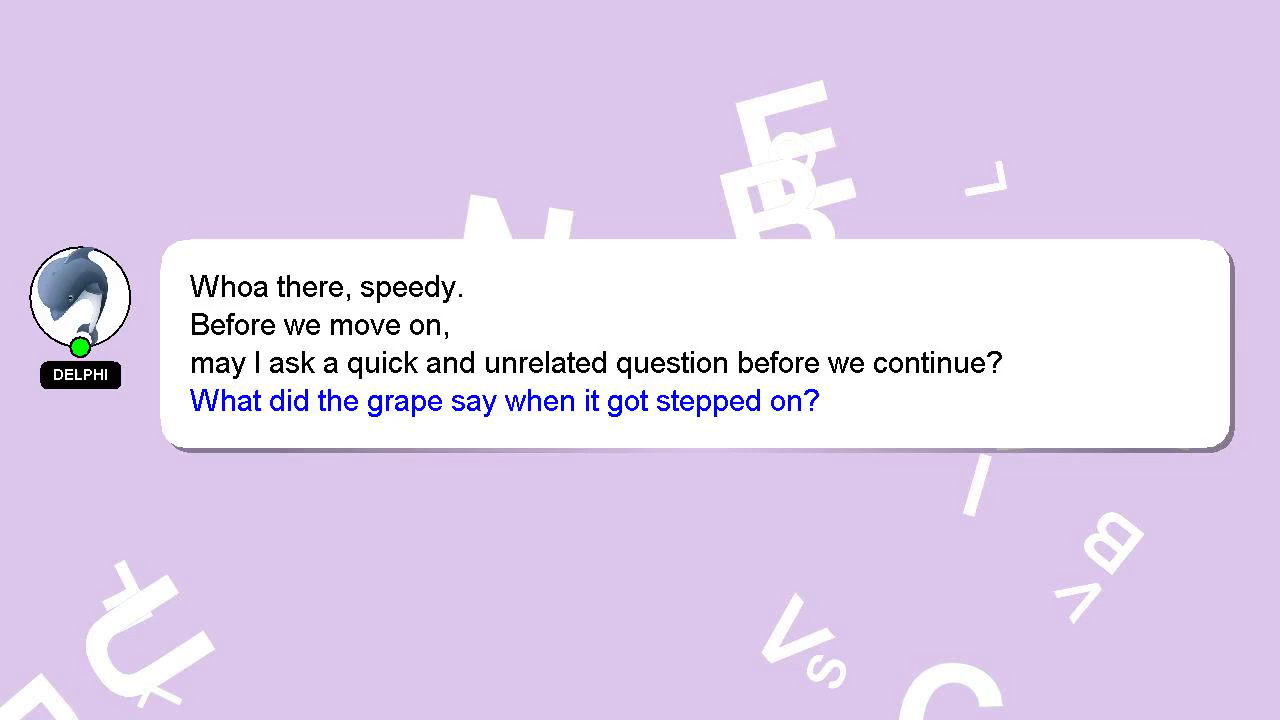 Whoa there, speedy.
Before we move on,
may I ask a quick and unrelated question before we continue?
What did the grape say when it got stepped on?
DELPHI